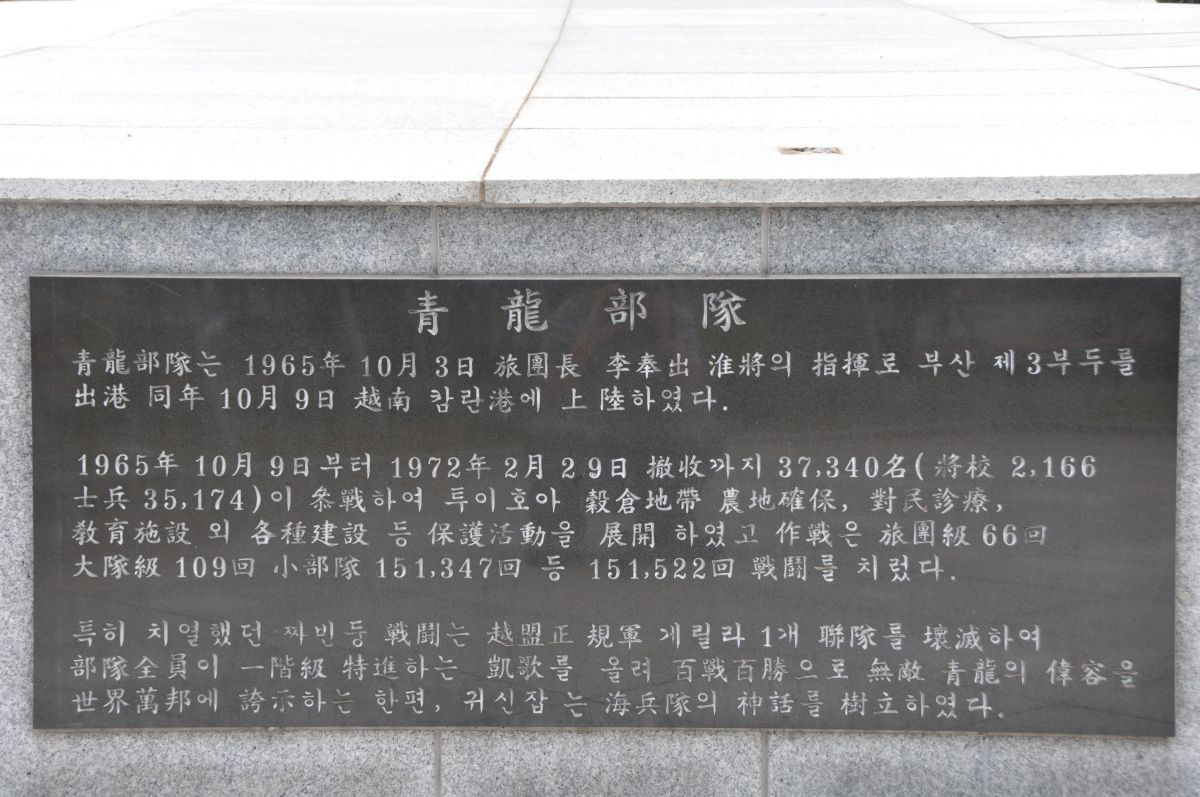 青龍部隊
青龍部隊는 1965年 10月 3日 旅團長 李奉出 淮將의 指揮로 부산 제3부두를
出港 同年 10月 9日 越南 캄란港에 上陸하였다.
1965年 10月 9日부터 1972年 2月 29日 撤收까지 37,340名(將校 2,166
士兵 35,174)이 參戰하여 투이호아 穀倉地帶 農地確保, 對民診療,
敎育施設 외 各種建設 등 保護活動을 展開 하였고 作戰은 旅團級 66回
大隊級 109回 小部隊 151,347回 등 151,522回 戰鬪를 치렀다.
특히 치열했던 짜빈둥 戰鬪는 越盟正規軍 게릴라 1개 聯隊를 壞滅하여
部隊全員이 一階級 特進하는 凱歌를 올려 百戰百勝으로 無敵 青龍의 偉容을
世界萬邦에 誇示하는 한편, 귀신잡는 海兵隊의 神話를 樹立하였다.